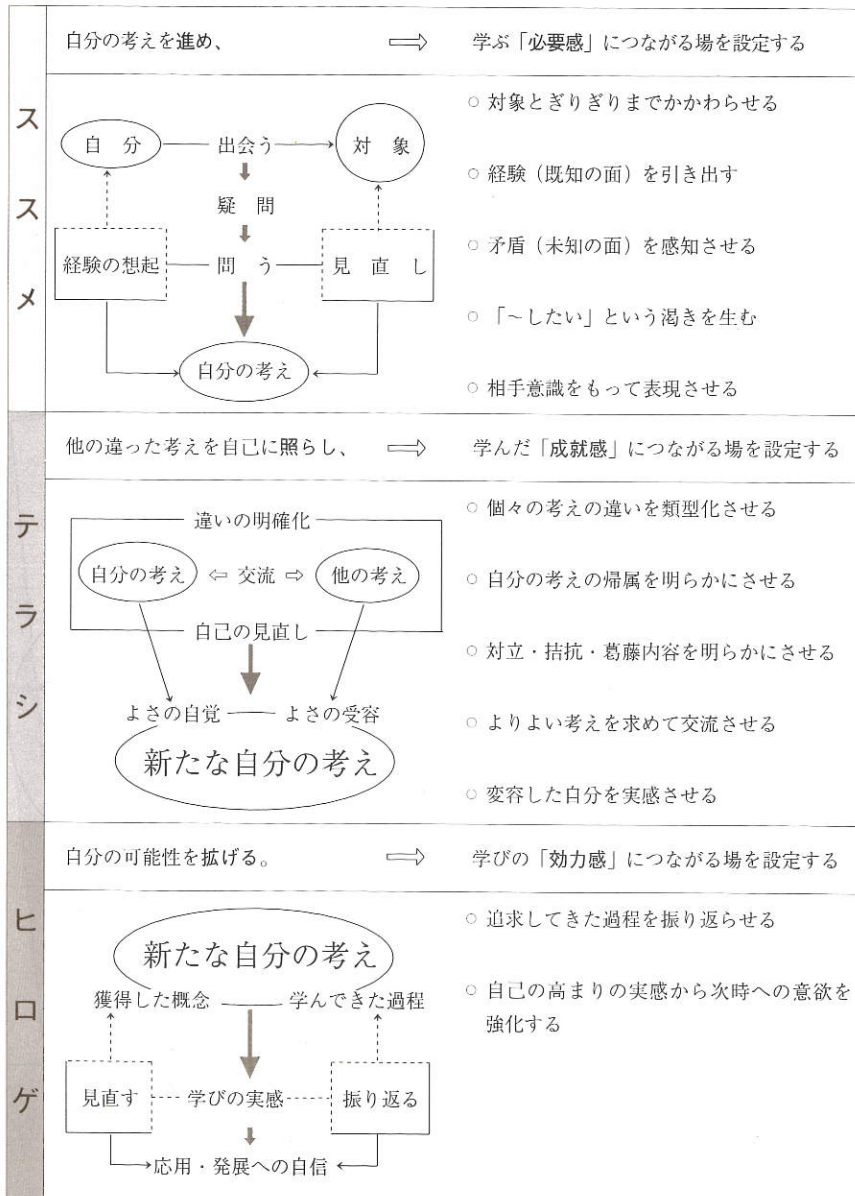 ススメ
自分の考えを進め、 ⇨ 学ぶ「必要感」につながる場を設定する
自分 出会う 対象
疑問
経験の想起 問う 見直し
自分の考え
○ 対象とぎりぎりまでかかわらせる
○ 経験（既知の面）を引き出す
○ 矛盾（未知の面）を感知させる
○ 「～したい」という渇きを生む
○ 相手意識をもって表現させる
テラシ
他の違った考えを自己に照らし、 ⇨ 学んだ「成就感」につながる場を設定する
違いの明確化
自分の考え ⇦ 交流 ⇨ 他の考え
自己の見直し
よさの自覚 よさの受容
新たな自分の考え
○ 個々の考えの違いを類型化させる
○ 自分の考えの帰属を明らかにさせる
○ 対立・拮抗・葛藤内容を明らかにさせる
○ よりよい考えを求めて交流させる
○ 変容した自分を実感させる
ヒロゲ
自分の可能性を拡げる。 ⇨ 学びの「効力感」につながる場を設定する
新たな自分の考え
獲得した概念 学んできた過程
見直す 学びの実感 振り返る
応用・発展への自信
○ 追求してきた過程を振り返らせる
○ 自己の高まりの実感から次時への意欲を
強化する